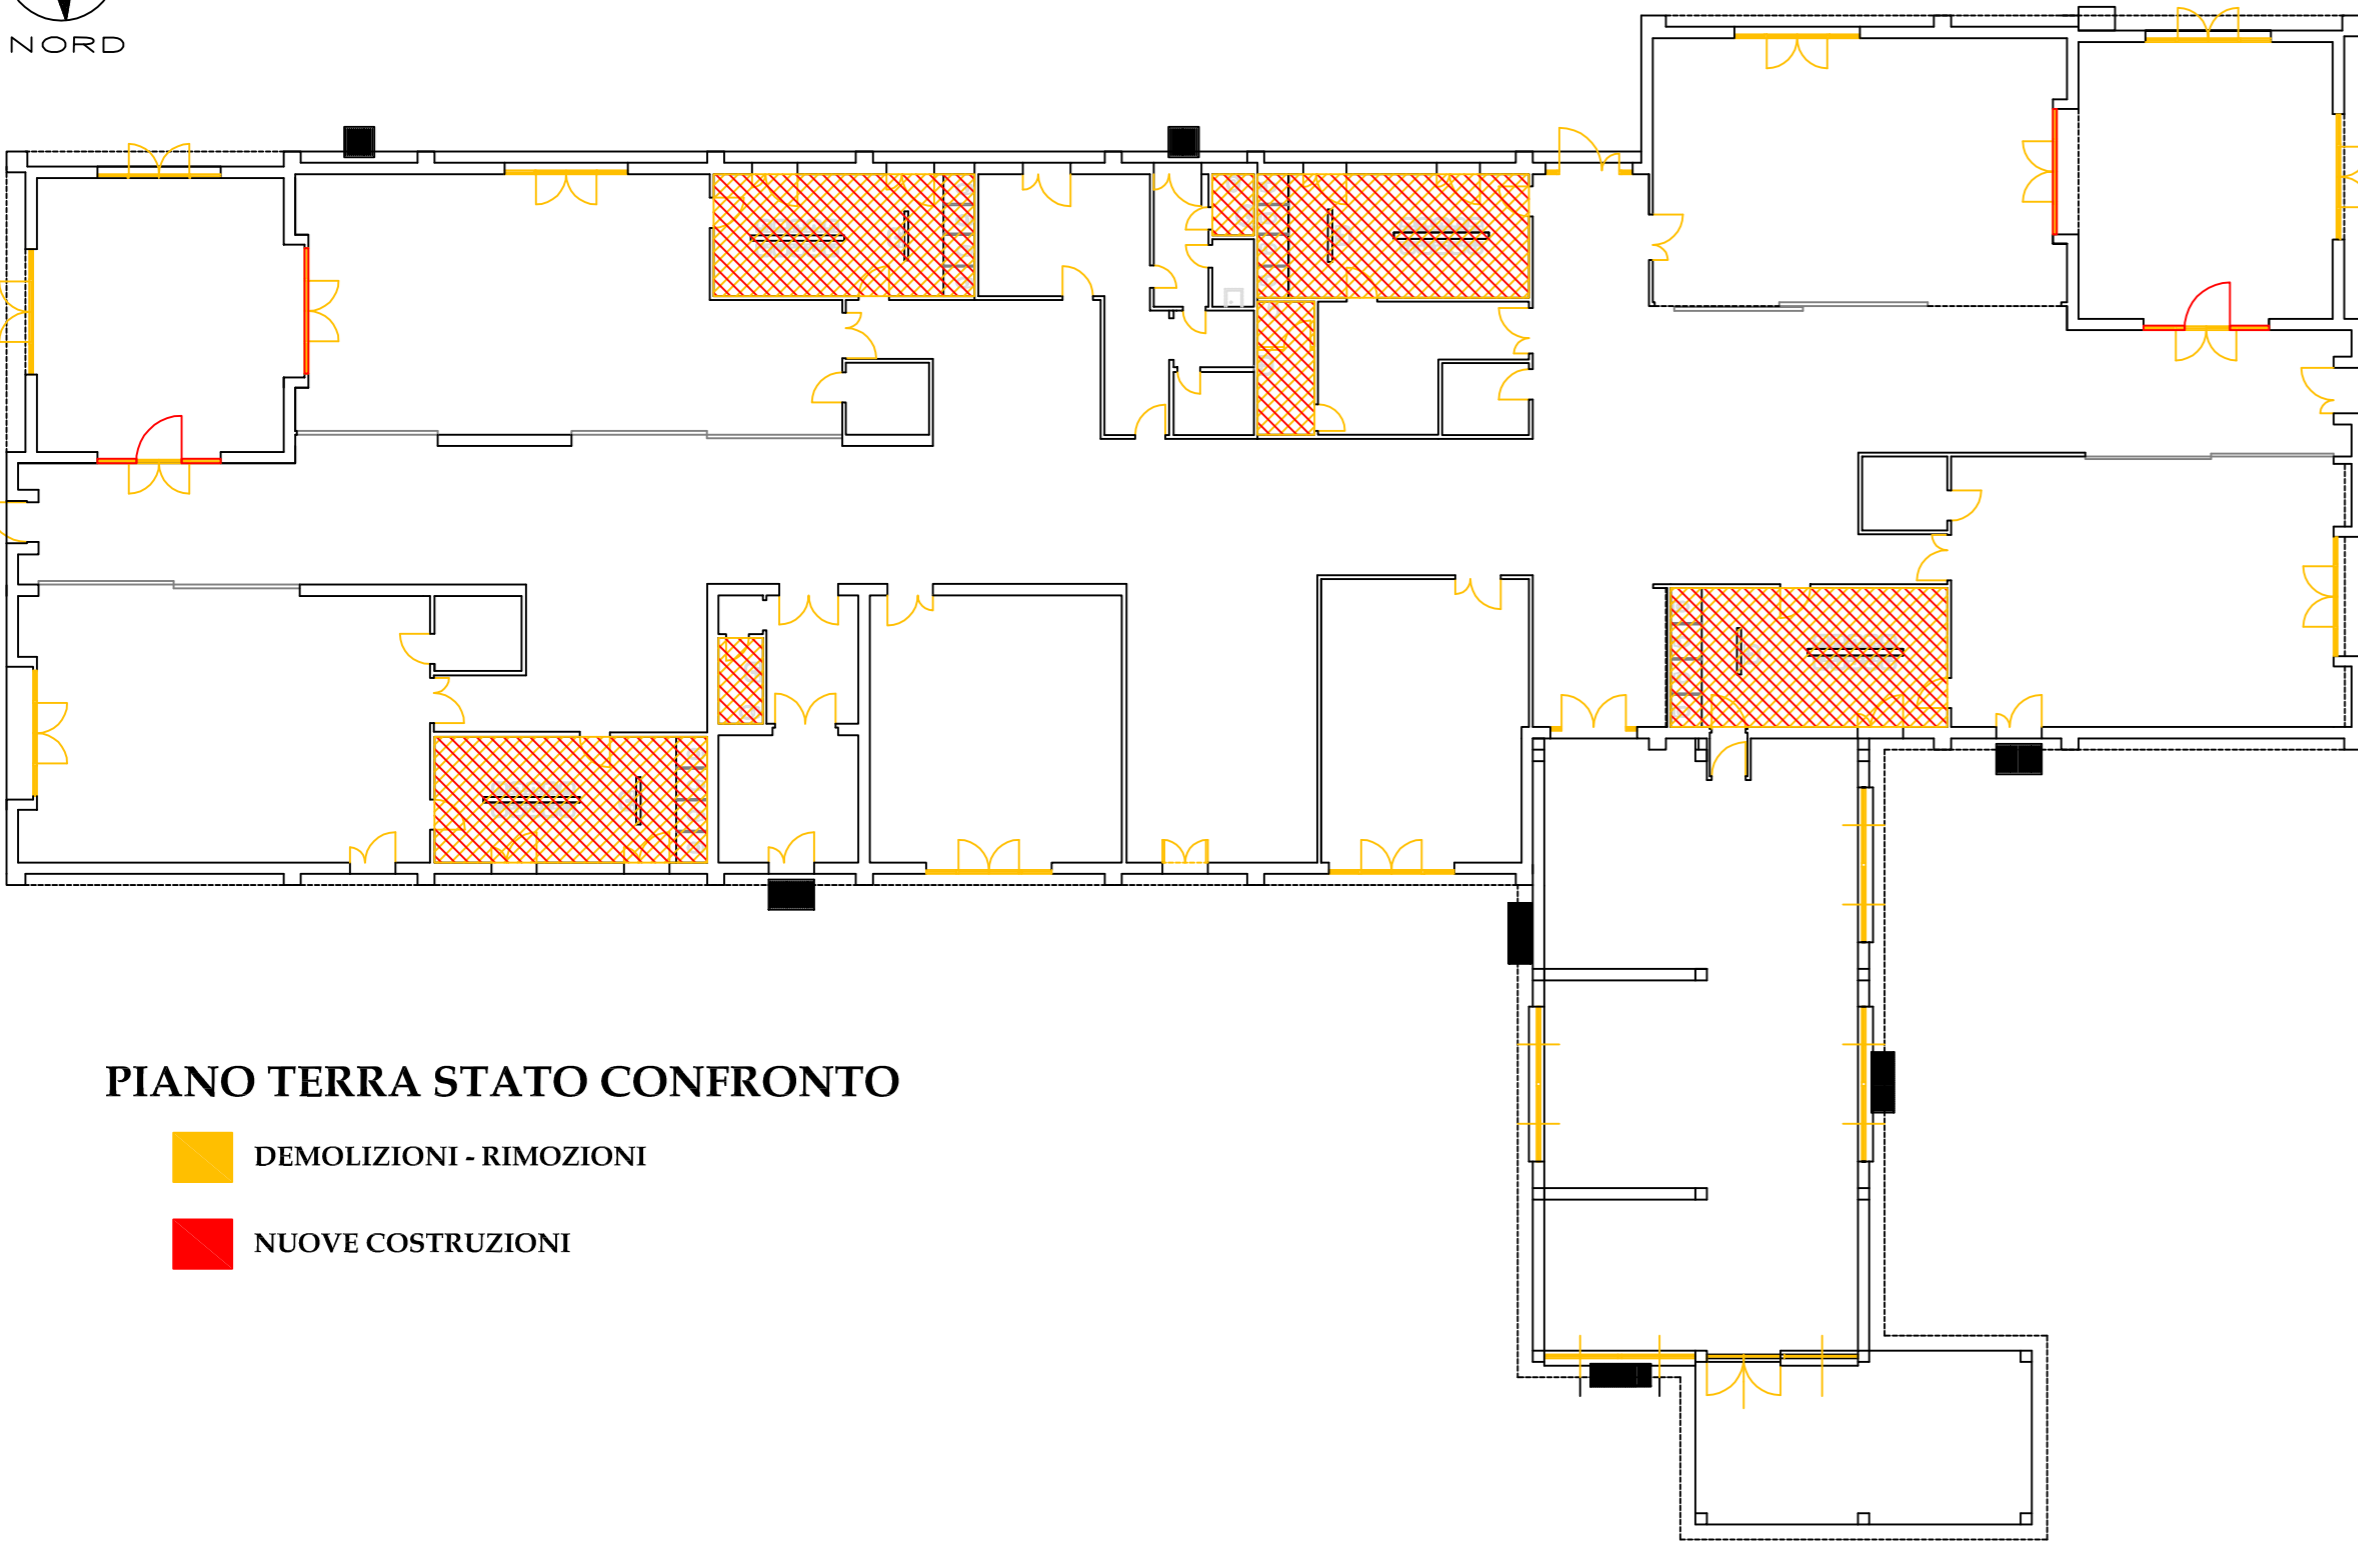 NORD
PIANO TERRA STATO CONFRONTO
DEMOLIZIONI - RIMOZIONI
NUOVE COSTRUZIONI